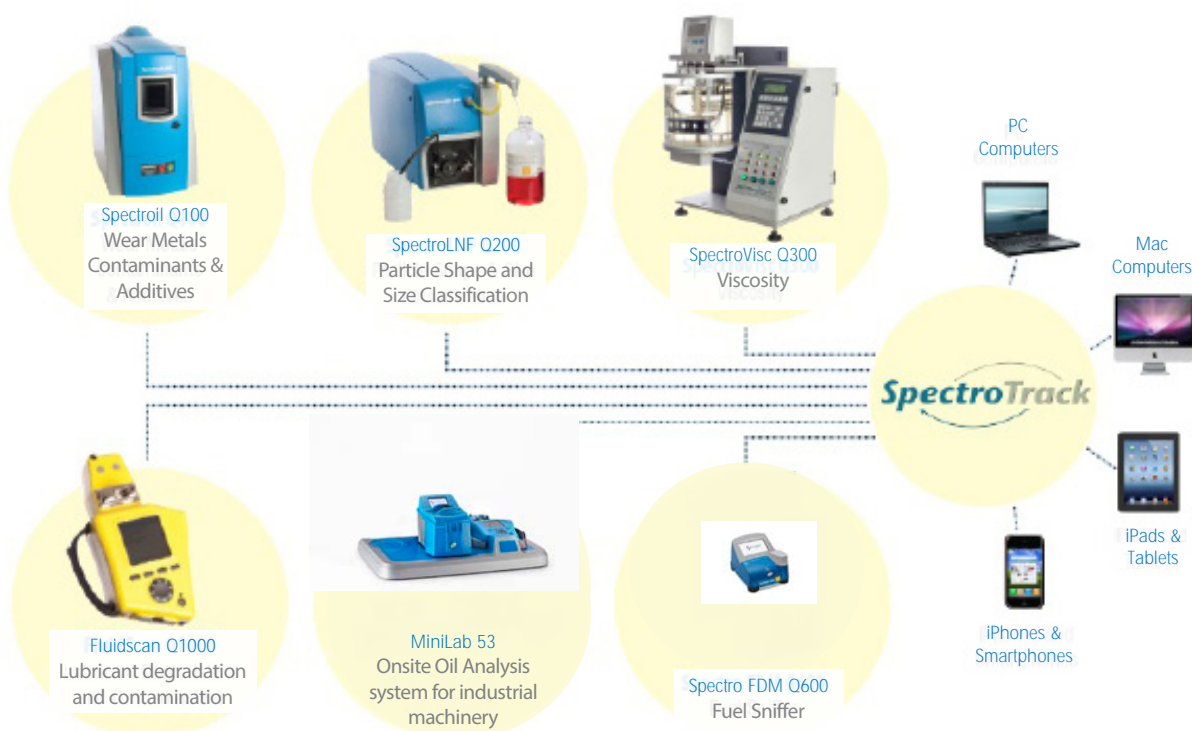 Spectroil Q100
Wear Metals
Contaminants &
Additives
SpectroLNF Q200
Particle Shape and
Size Classification
SpectroVisc Q300
Viscosity
PC
Computers
Mac
Computers
SpectroTrack
iPads &
Tablets
iPhones &
Smartphones
Fluidscan Q1000
Lubricant degradation
and contamination
MiniLab 53
Onsite Oil Analysis
system for industrial
machinery
Spectro FDM Q600
Fuel Sniffer